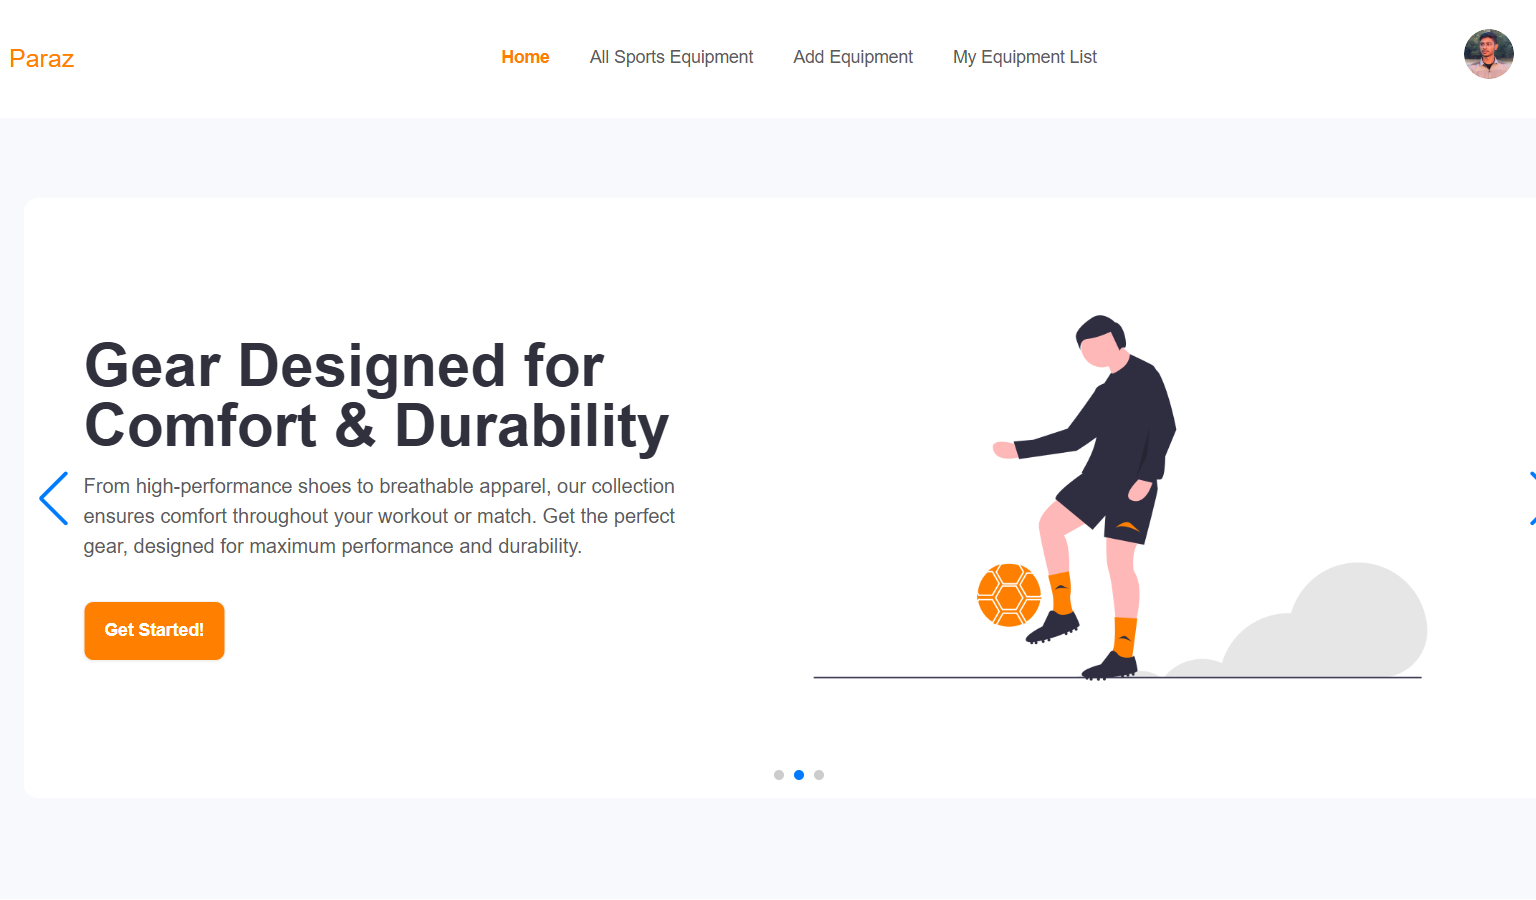 Paraz
Home
All Sports Equipment
Add Equipment
My Equipment List
Gear Designed for
Comfort & Durability
From high-performance shoes to breathable apparel, our collection
ensures comfort throughout your workout or match. Get the perfect
gear, designed for maximum performance and durability.
Get Started!